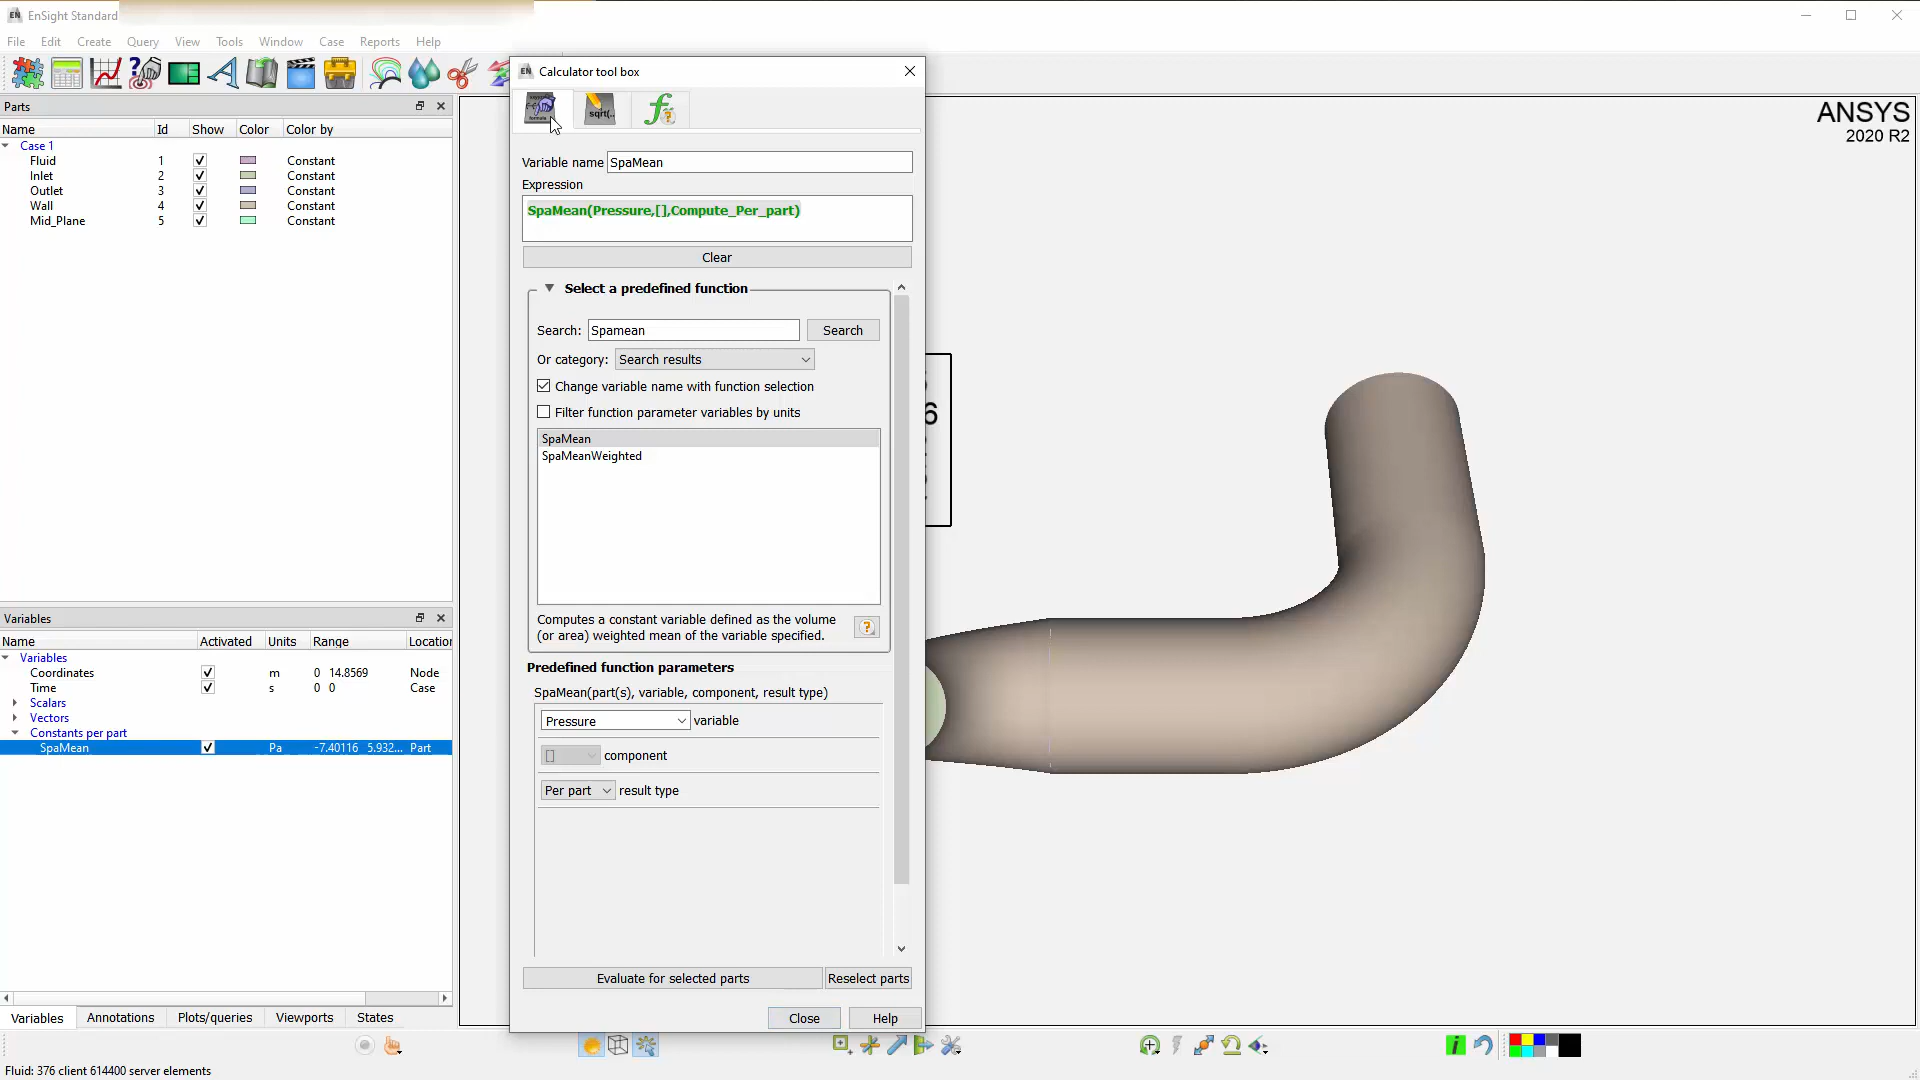 EN EnSight Standard
File Edit Create Query View Tools Window Case Reports Help
Parts
Name Id Show Color Color by
Case 1
Fluid 1 Constant
Inlet 2 Constant
Outlet 3 Constant
Wall 4 Constant
Mid_Plane 5 Constant
Variables
Name Activated Units Range Location
Variables
Coordinates m 0 14.8569 Node
Time s 0 0 Case
Scalars
Vectors
Constants per part
SpaMean Pa -7.40116 5.932... Part
Variables Annotations Plots/queries Viewports States
Fluid: 376 client 614400 server elements
EN Calculator tool box
sqrt(..
Variable name SpaMean
Expression
SpaMean(Pressure,[],Compute_Per_part)
Clear
Select a predefined function
Search: Spamean Search
Or category: Search results
Change variable name with function selection
Filter function parameter variables by units
SpaMean
SpaMeanWeighted
Computes a constant variable defined as the volume
(or area) weighted mean of the variable specified.
Predefined function parameters
SpaMean(part(s), variable, component, result type)
Pressure variable
[] component
Per part result type
Evaluate for selected parts Reselect parts
Close Help
6
ANSYS
2020 R2